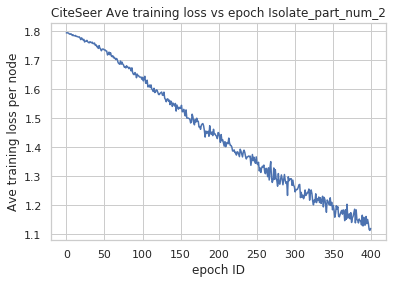 CiteSeer Ave training loss vs epoch Isolate_part_num_2
1.8
1.7
1.6
1.5
1.4
1.3
1.2
1.1
Ave training loss per node
0 50 100 150 200 250 300 350 400
epoch ID